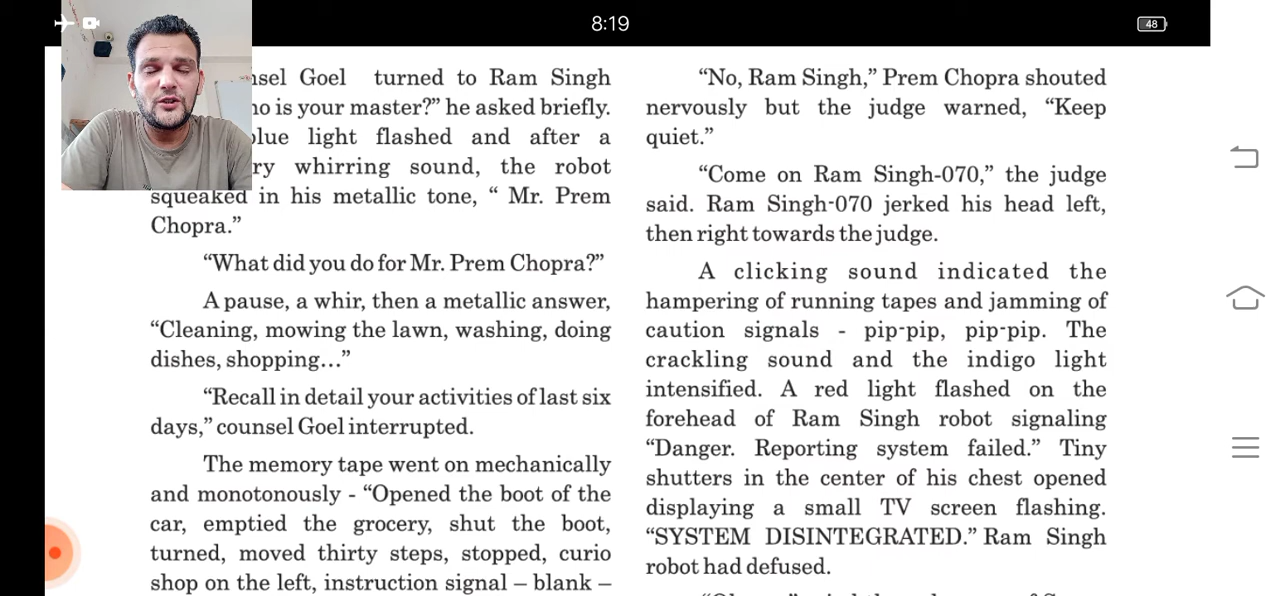 8:19
48
nsel Goel turned to Ram Singh
ho is your master?” he asked briefly.
blue light flashed and after a
ry whirring sound, the robot
squeaked in his metallic tone, “ Mr. Prem
Chopra.”
“What did you do for Mr. Prem Chopra?”
A pause, a whir, then a metallic answer,
“Cleaning, mowing the lawn, washing, doing
dishes, shopping...”
“Recall in detail your activities of last six
days,” counsel Goel interrupted.
The memory tape went on mechanically
and monotonously - “Opened the boot of the
car, emptied the grocery, shut the boot,
turned, moved thirty steps, stopped, curio
shop on the left, instruction signal – blank –
“No, Ram Singh,” Prem Chopra shouted
nervously but the judge warned, “Keep
quiet.”
“Come on Ram Singh-070,” the judge
said. Ram Singh-070 jerked his head left,
then right towards the judge.
A clicking sound indicated the
hampering of running tapes and jamming of
caution signals - pip-pip, pip-pip. The
crackling sound and the indigo light
intensified. A red light flashed on the
forehead of Ram Singh robot signaling
“Danger. Reporting system failed.” Tiny
shutters in the center of his chest opened
displaying a small TV screen flashing.
“SYSTEM DISINTEGRATED.” Ram Singh
robot had defused.